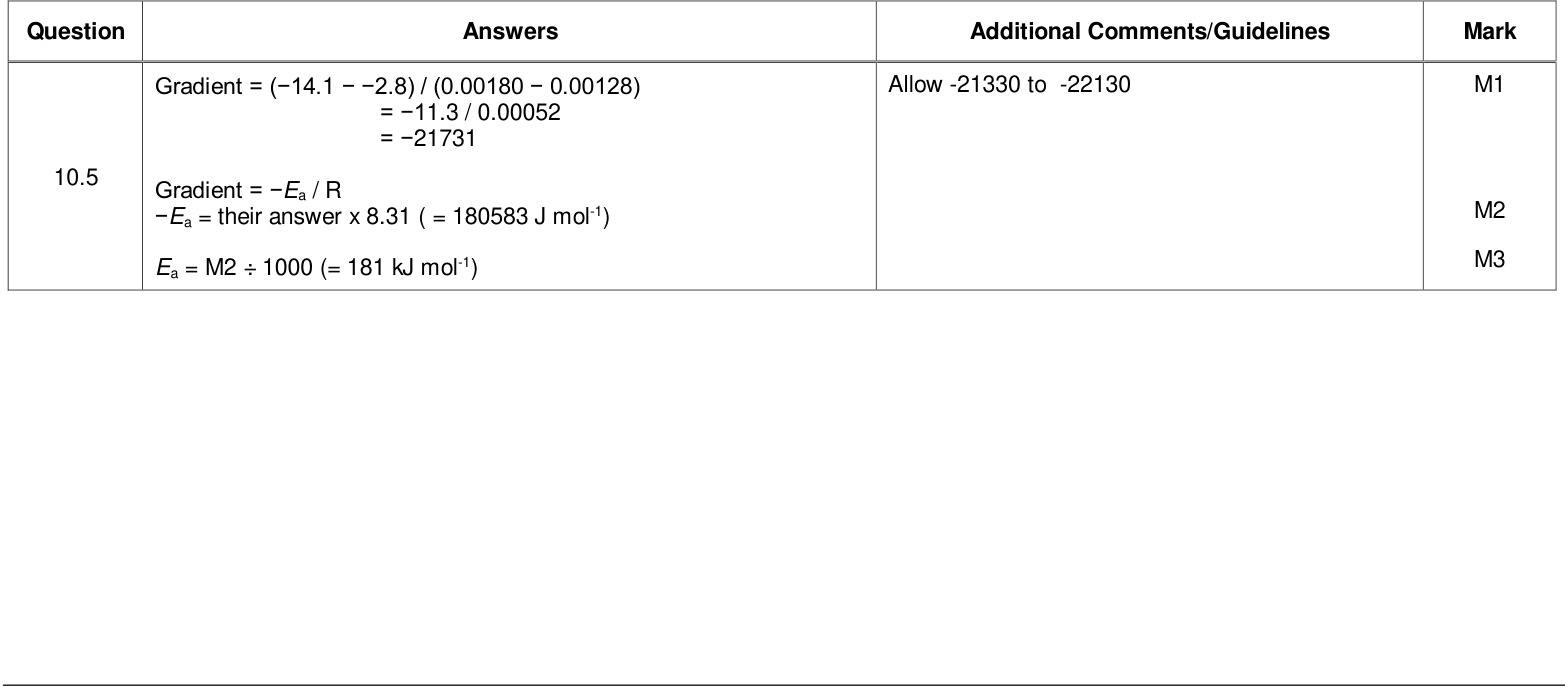 Question Answers Additional Comments/Guidelines Mark
10.5
Gradient = (−14.1 − −2.8) / (0.00180 − 0.00128)
= −11.3 / 0.00052
= −21731
Gradient = −Ea / R
−Ea = their answer x 8.31 ( = 180583 J mol-1)
Ea = M2 ÷ 1000 (= 181 kJ mol-1)
Allow -21330 to -22130
M1
M2
M3